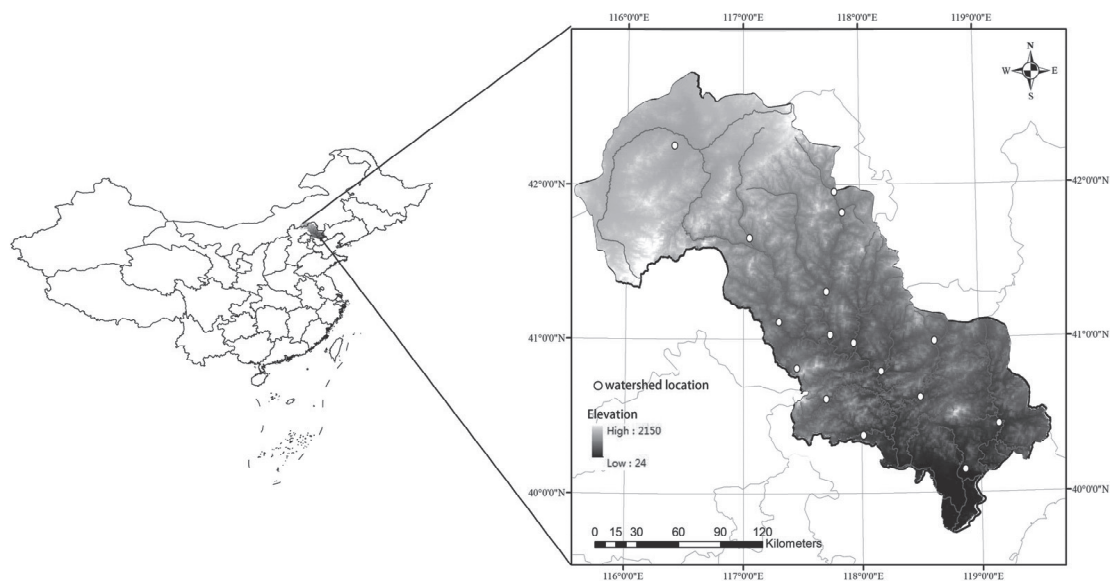 116°0'0"E 117°0'0"E 118°0'0"E 119°0'0"E
N
W E
S
42°0'0"N 42°0'0"N
41°0'0"N 41°0'0"N
watershed location
Elevation
High : 2150
Low : 24
40°0'0"N 40°0'0"N
0 15 30 60 90 120
Kilometers
116°0'0"E 117°0'0"E 118°0'0"E 119°0'0"E